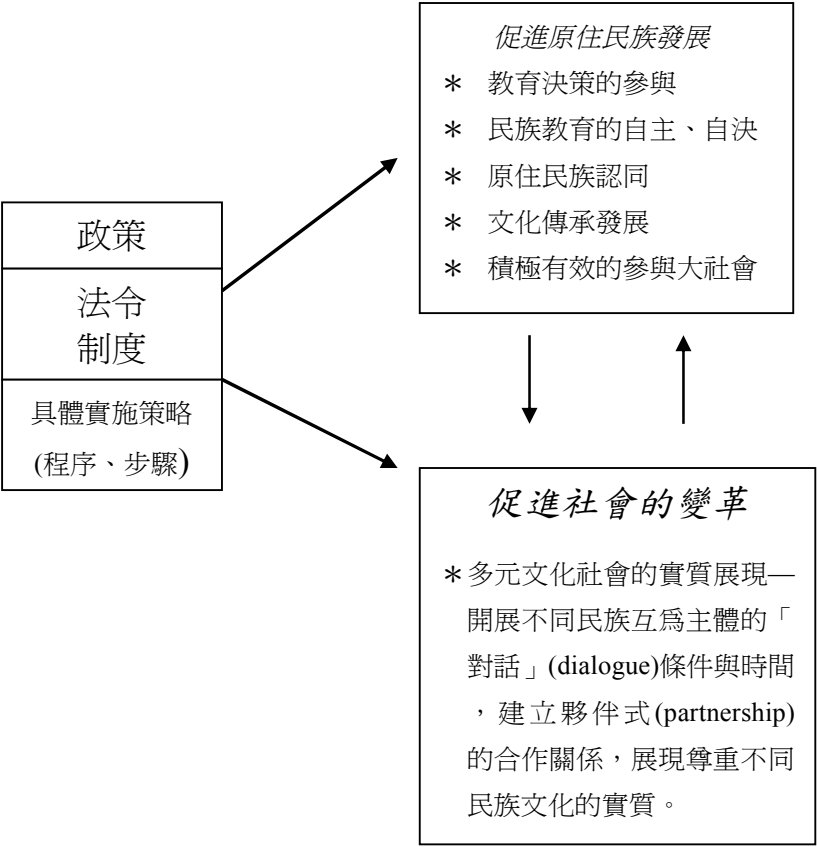 促進原住民族發展
＊ 教育決策的參與
＊ 民族教育的自主、自決
＊ 原住民族認同
＊ 文化傳承發展
＊ 積極有效的參與大社會
政策
法令
制度
具體實施策略
(程序、步驟)
促進社會的變革
＊多元文化社會的實質展現—
開展不同民族互爲主體的「
對話」(dialogue)條件與時間
，建立夥伴式(partnership)
的合作關係，展現尊重不同
民族文化的實質。